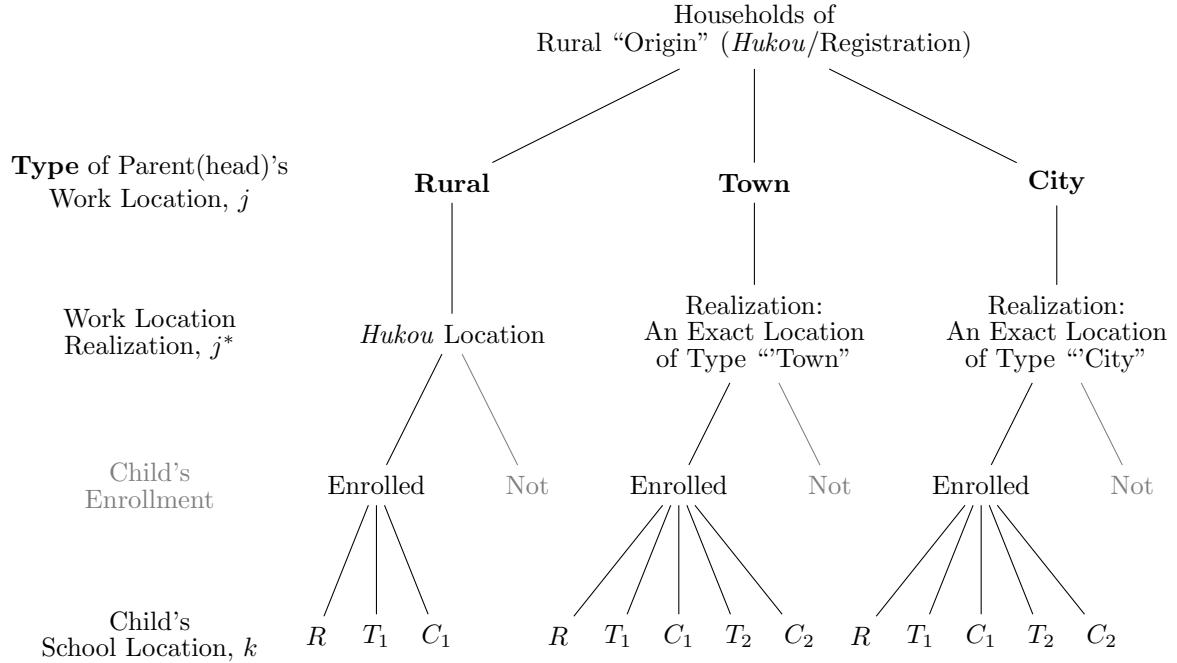 Households of
Rural “Origin” (Hukou/Registration)
Type of Parent(head)'s
Work Location, j
Rural
Town
City
Work Location
Realization, j*
Hukou Location
Realization:
An Exact Location
of Type “’Town”
Realization:
An Exact Location
of Type “’City”
Child's
Enrollment
Enrolled
Not
Enrolled
Not
Enrolled
Not
Child's
School Location, k
R T₁ C₁
R T₁ C₁ T₂ C₂
R T₁ C₁ T₂ C₂